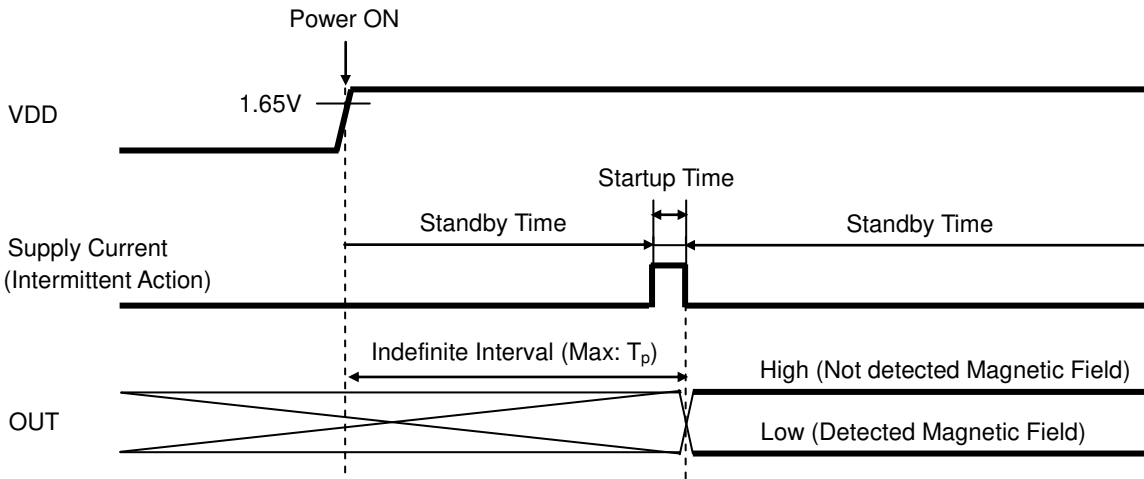 Power ON
1.65V
VDD
Startup Time
Standby Time
Standby Time
Supply Current
(Intermittent Action)
Indefinite Interval (Max: Tp)
High (Not detected Magnetic Field)
OUT
Low (Detected Magnetic Field)